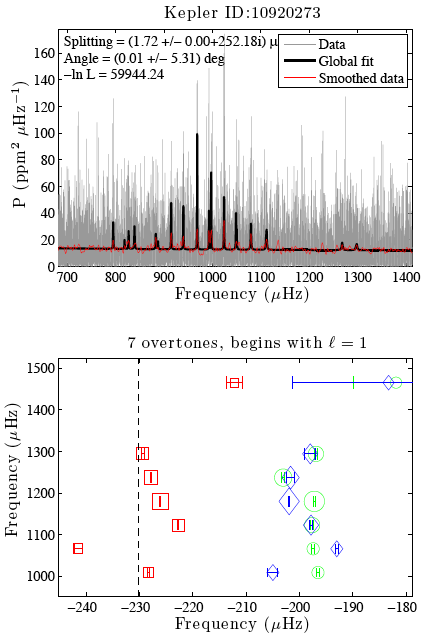 Kepler ID:10920273
Splitting = (1.72 +/− 0.00+252.18i) μ
Angle = (0.01 +/− 5.31) deg
−ln L = 59944.24
Data
Global fit
Smoothed data
160
140
120
100
80
60
40
20
0
P (ppm² μHz⁻¹)
700 800 900 1000 1100 1200 1300 1400
Frequency (μHz)
7 overtones, begins with ℓ = 1
1500
1400
1300
1200
1100
1000
Frequency (μHz)
−240 −230 −220 −210 −200 −190 −180
Frequency (μHz)